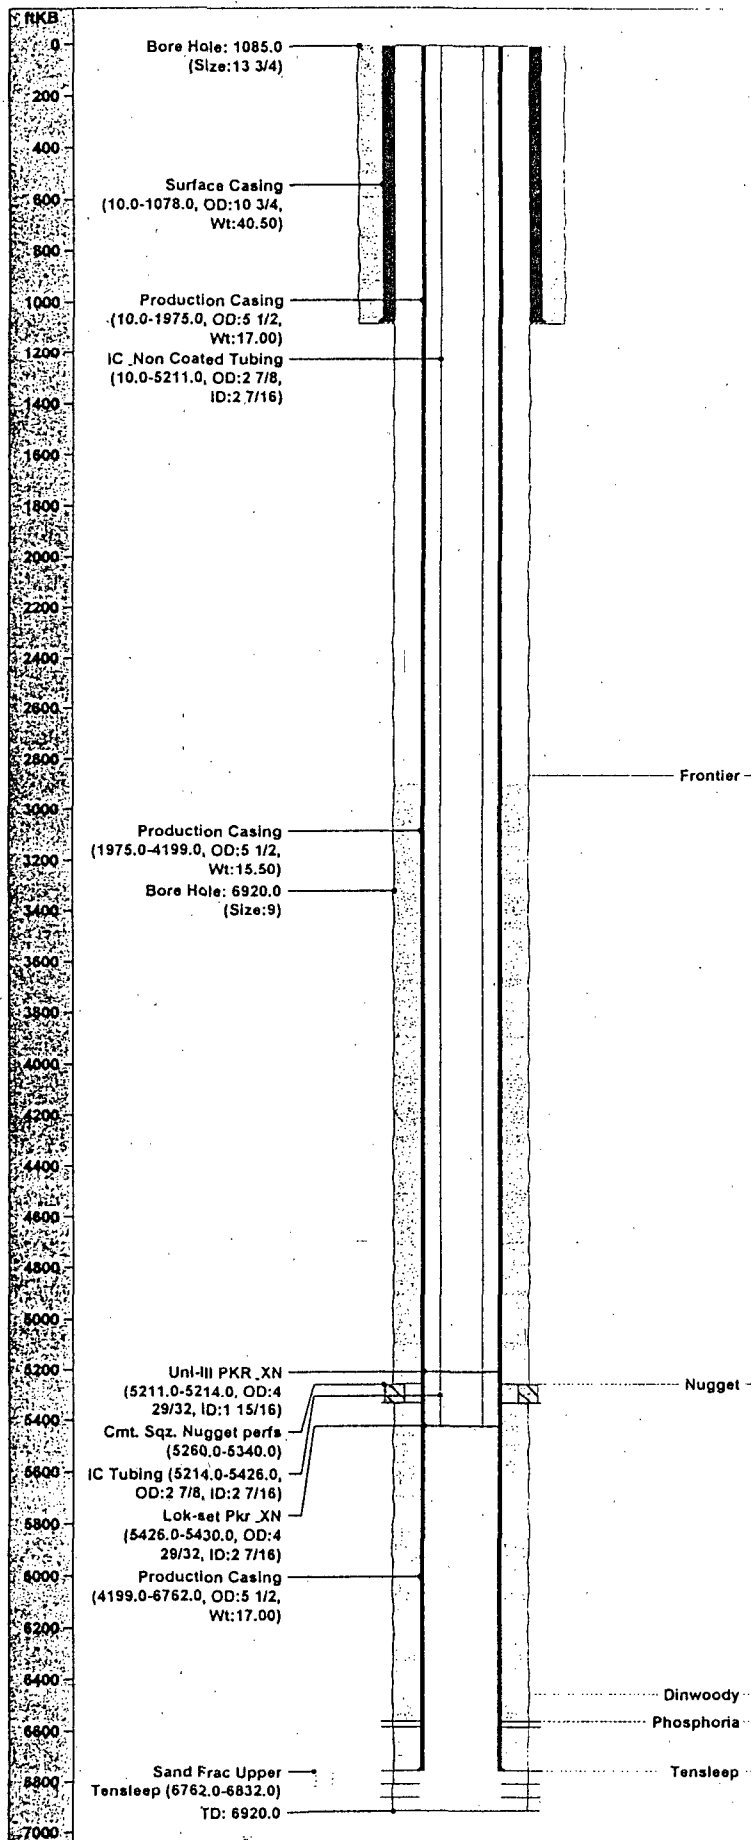 ftKB
0
Bore Hole: 1085.0
(Size:13 3/4)
200
400
Surface Casing
(10.0-1078.0, OD:10 3/4,
Wt:40.50)
600
800
Production Casing
(10.0-1975.0, OD:5 1/2,
Wt:17.00)
1000
1200
IC_Non Coated Tubing
(10.0-5211.0, OD:2 7/8,
ID:2 7/16)
1400
1600
1800
2000
2200
2400
2600
2800
Frontier
3000
Production Casing
(1975.0-4199.0, OD:5 1/2,
Wt:15.50)
3200
Bore Hole: 6920.0
(Size:9)
3400
3600
3800
4000
4200
4400
4600
4800
5000
5200
Uni-III PKR_XN
(5211.0-5214.0, OD:4
29/32, ID:1 15/16)
Nugget
5400
Cmt. Sqz. Nugget perfs
(5260.0-5340.0)
5600
IC Tubing (5214.0-5426.0,
OD:2 7/8, ID:2 7/16)
5800
Lok-set Pkr_XN
(5426.0-5430.0, OD:4
29/32, ID:2 7/16)
6000
Production Casing
(4199.0-6762.0, OD:5 1/2,
Wt:17.00)
6200
6400
Dinwoody
Phosphoria
6600
Sand Frac Upper
Tensleep (6762.0-6832.0)
Tensleep
6800
TD: 6920.0
7000